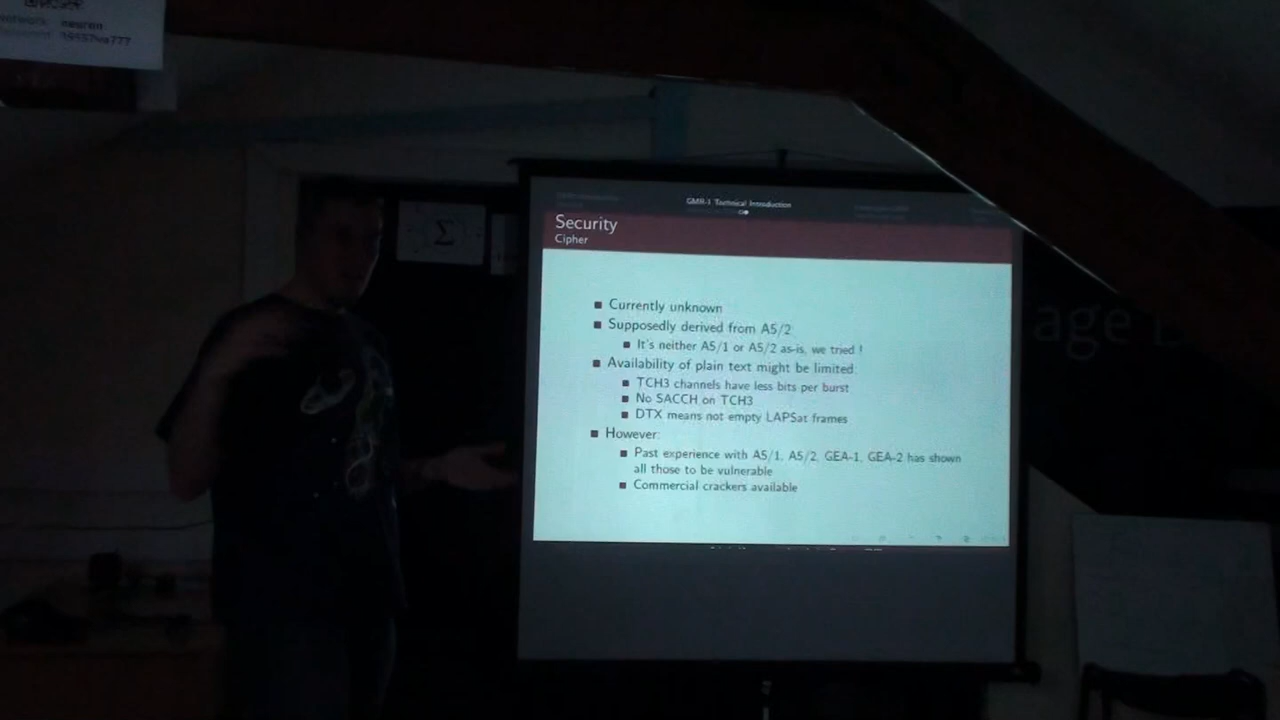 neuron
GMR-1 Technical Introduction
Security
Cipher
Currently unknown
Supposedly derived from A5/2
It's neither A5/1 or A5/2 as-is, we tried !
Availability of plain text might be limited.
TCH3 channels have less bits per burst
No SACCH on TCH3
DTX means not empty LAPSat frames
However:
Past experience with A5/1, A5/2, GEA-1, GEA-2 has shown
all those to be vulnerable
Commercial crackers available
Σ
age